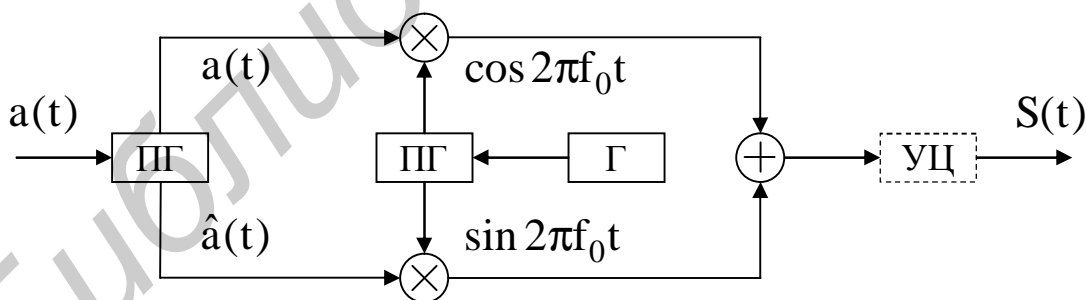 a(t)
ПГ
a(t)
â(t)
ПГ
Г
cos 2πf₀t
sin 2πf₀t
УЦ
S(t)